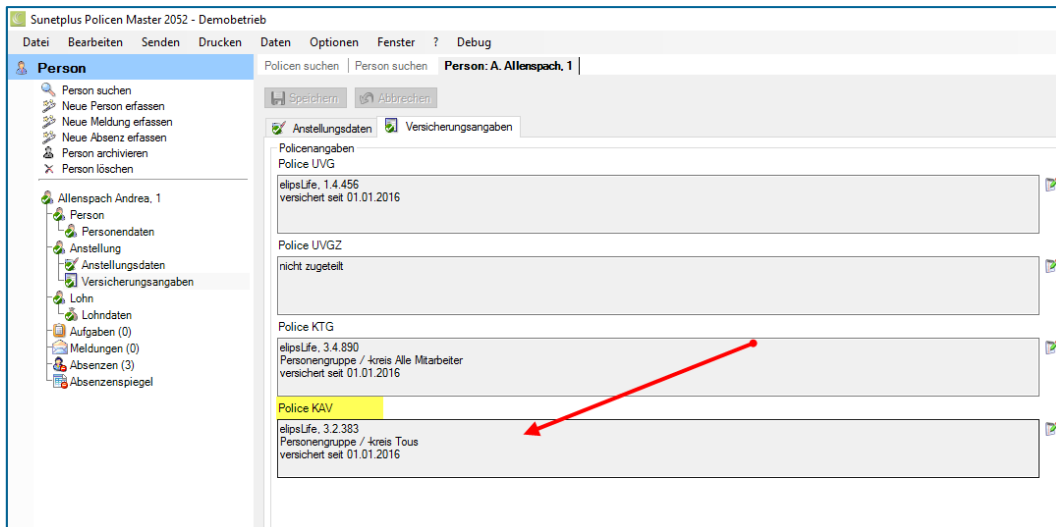 Sunetplus Policen Master 2052 - Demobetrieb
Datei Bearbeiten Senden Drucken Daten Optionen Fenster ? Debug
Person
Person suchen
Neue Person erfassen
Neue Meldung erfassen
Neue Absenz erfassen
Person archivieren
Person löschen
Allenspach Andrea, 1
Person
Personendaten
Anstellung
Anstellungsdaten
Versicherungsangaben
Lohn
Lohndaten
Aufgaben (0)
Meldungen (0)
Absenzen (3)
Absenzenspiegel
Policen suchen Person suchen Person: A. Allenspach, 1
Speichern Abbrechen
Anstellungsdaten Versicherungsangaben
Policenangaben
Police UVG
elipsLife, 1.4.456
versichert seit 01.01.2016
Police UVGZ
nicht zugeteilt
Police KTG
elipsLife, 3.4.890
Personengruppe / -kreis Alle Mitarbeiter
versichert seit 01.01.2016
Police KAV
elipsLife, 3.2.383
Personengruppe / -kreis Tous
versichert seit 01.01.2016